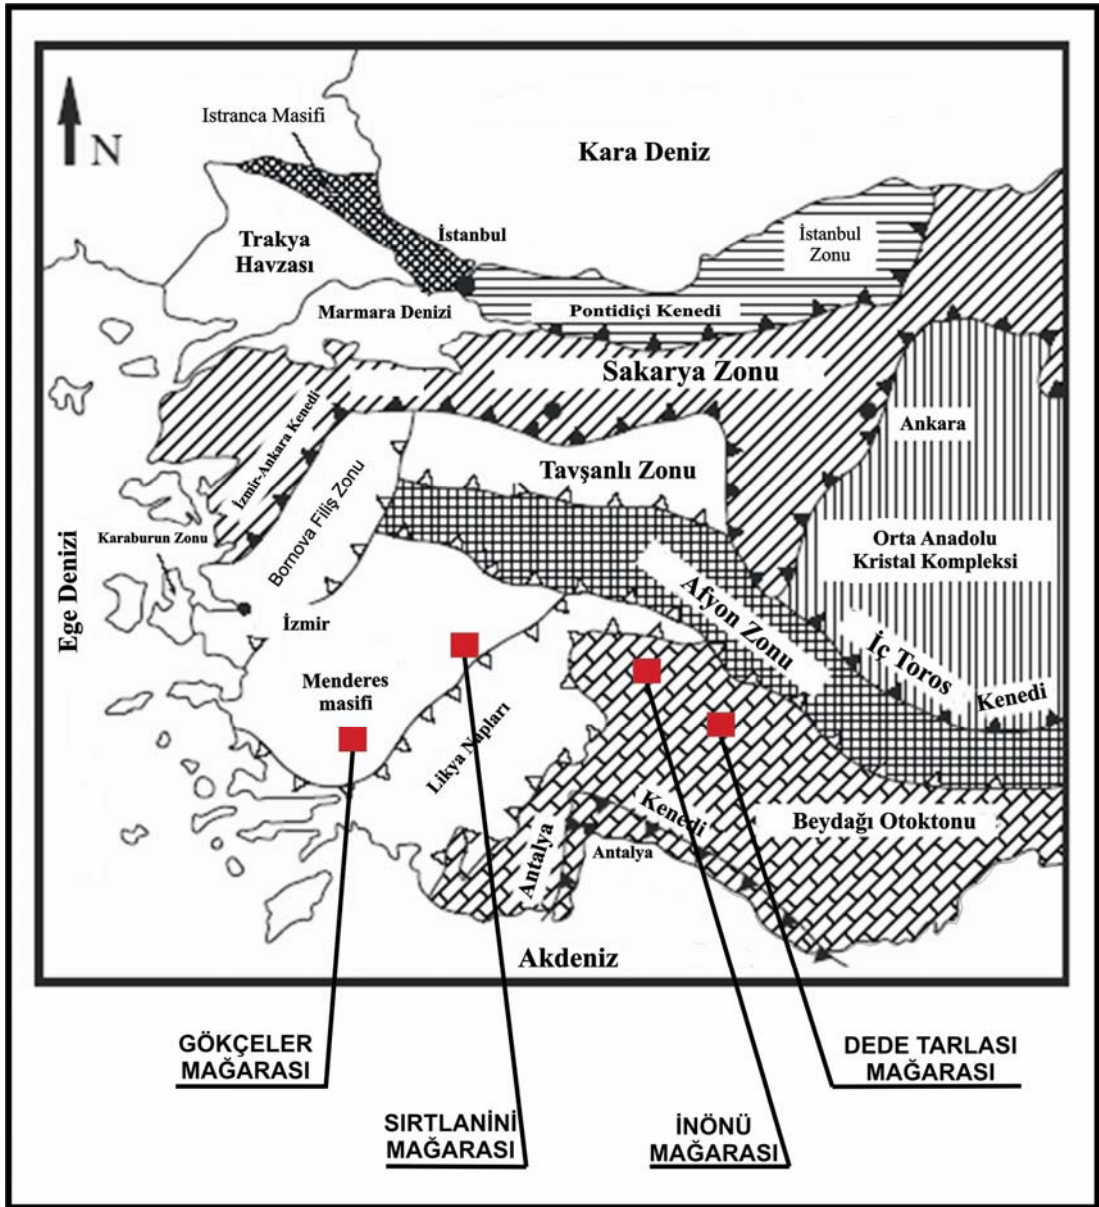 Istranca Masifi
N
Kara Deniz
Trakya
Havzası
İstanbul
İstanbul
Zonu
Marmara Denizi
Pontidiçi Kenedi
Sakarya Zonu
İzmir-Ankara Kenedi
Ankara
Tavşanlı Zonu
Bornova Filiş Zonu
Karaburun Zonu
Ege Denizi
Orta Anadolu
Kristal Kompleksi
Afyon Zonu
İzmir
İç Toros
Kenedi
Menderes
masifi
Likya Napları
Kenedi
Beydağı Otoktonu
Antalya
Antalya
Akdeniz
GÖKÇELER
MAĞARASI
SIRTLANİNİ
MAĞARASI
İNÖNÜ
MAĞARASI
DEDE TARLASI
MAĞARASI